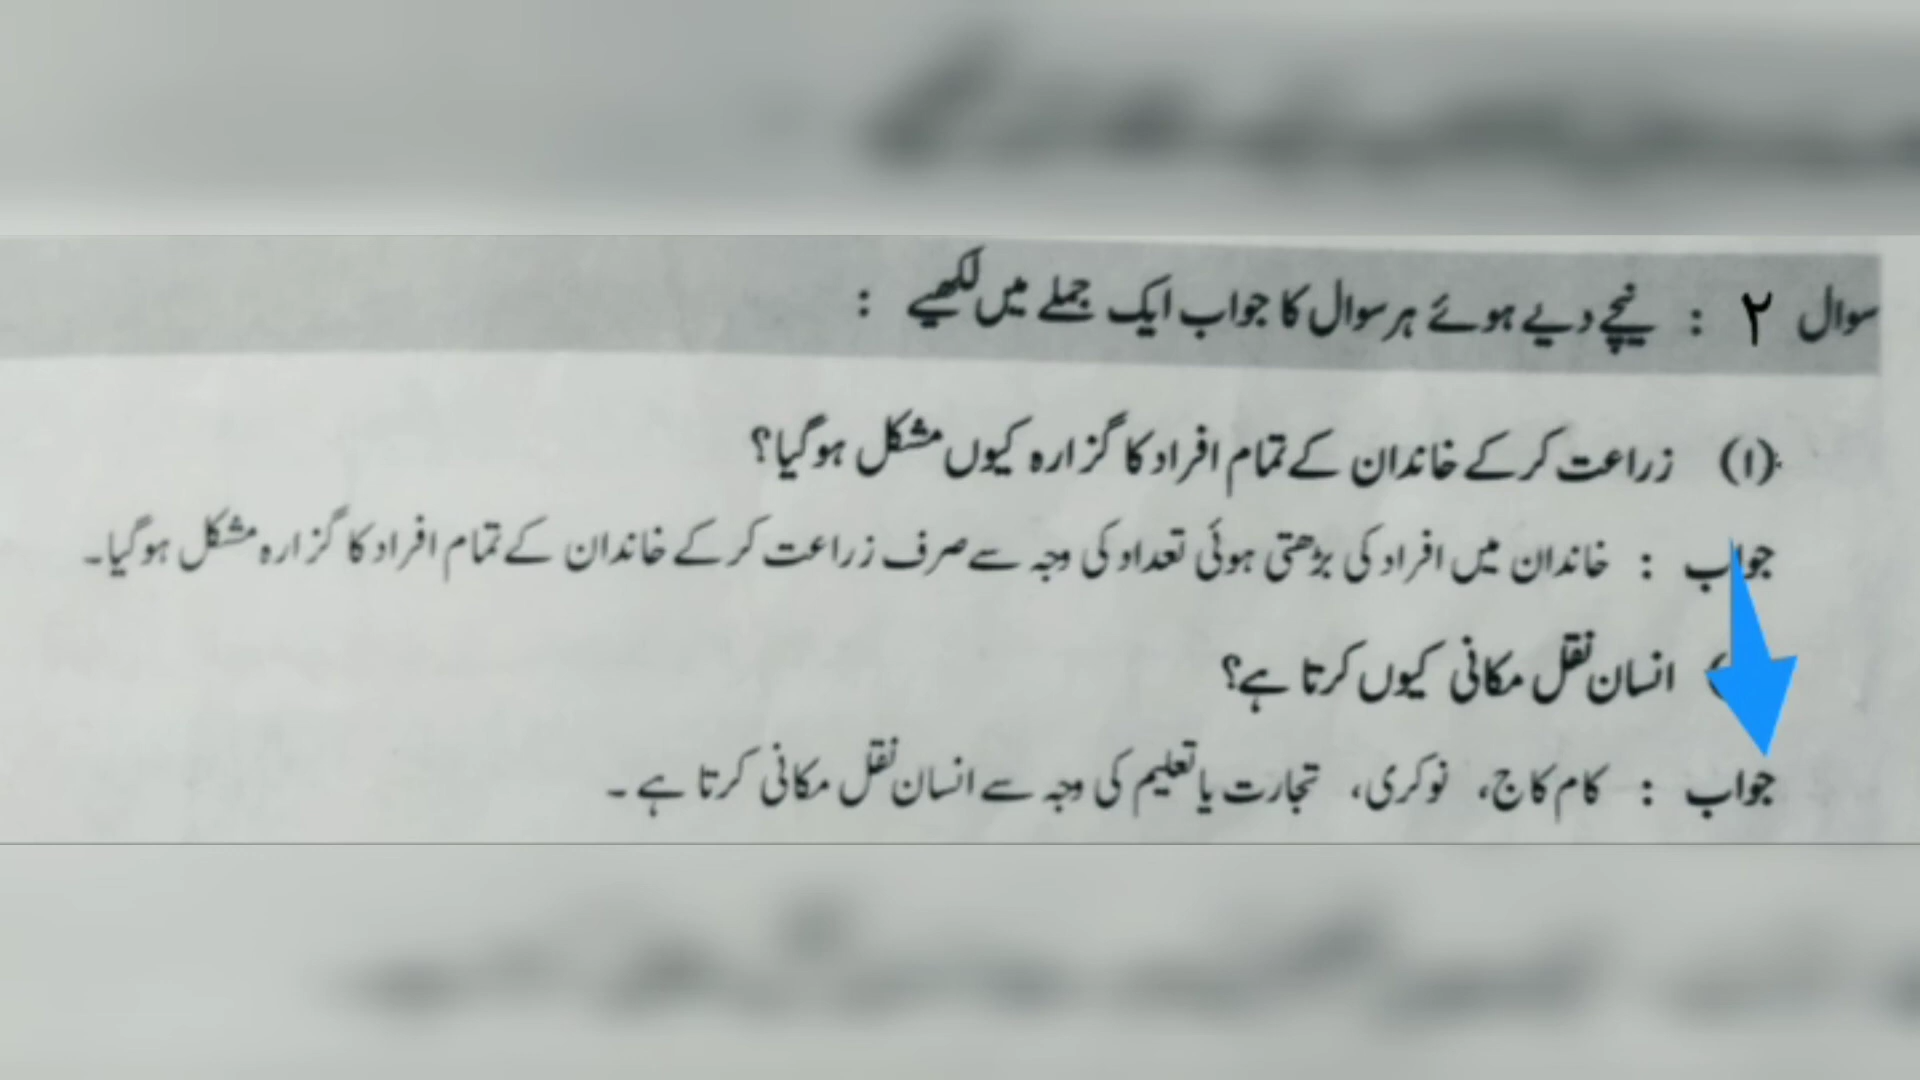 سوال ۲ : نیچے دیے ہوئے ہر سوال کا جواب ایک جملے میں لکھیے :
(۱) زراعت کر کے خاندان کے تمام افراد کا گزارہ کیوں مشکل ہوگیا؟
جواب : خاندان میں افراد کی بڑھتی ہوئی تعداد کی وجہ سے صرف زراعت کر کے خاندان کے تمام افراد کا گزارہ مشکل ہوگیا۔
انسان نقل مکانی کیوں کرتا ہے؟
جواب : کام کاج، نوکری، تجارت یا تعلیم کی وجہ سے انسان نقل مکانی کرتا ہے۔